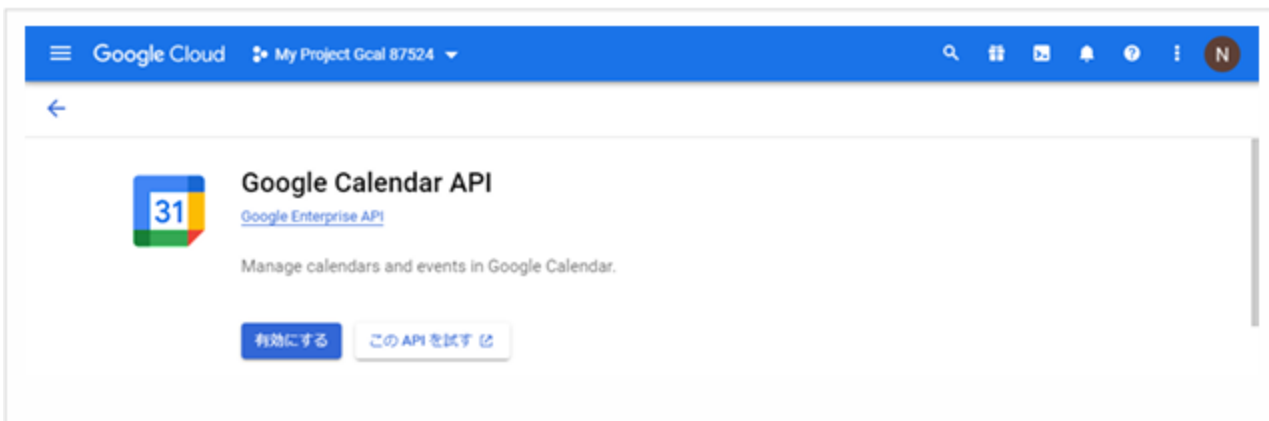 Google Cloud My Project Gcal 87524 N
31
Google Calendar API
Google Enterprise API
Manage calendars and events in Google Calendar.
有効にする この API を試す